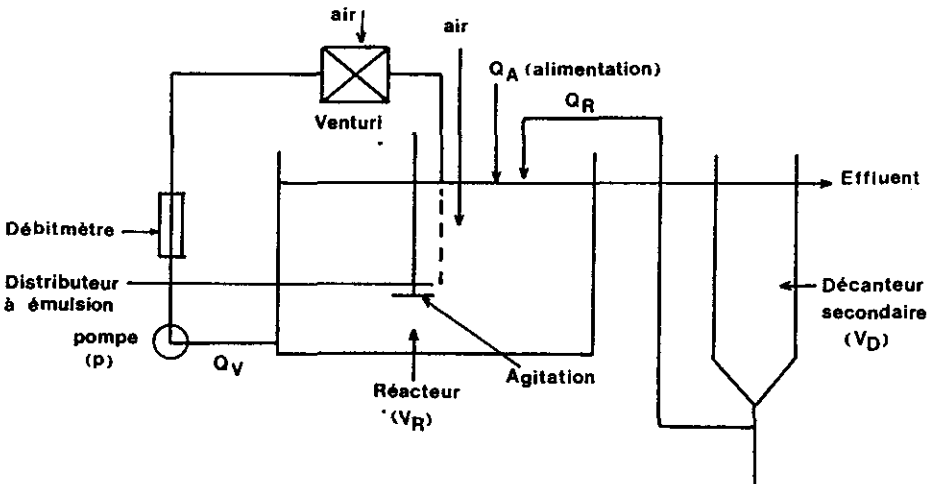 air
air
Q_A (alimentation)
Q_R
Venturi
Effluent
Débitmètre
Distributeur
à émulsion
pompe
(p)
Q_V
Réacteur
(V_R)
Agitation
Décanteur
secondaire
(V_D)